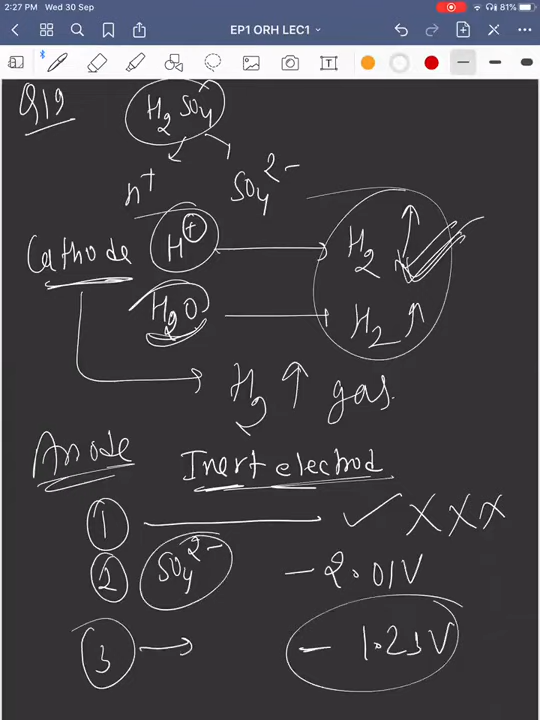 2:27 PM Wed 30 Sep 81%
EP1 ORH LEC1
T
Q19 H2SO4
H+ SO4 2-
Cathode H+ → H2 ↑
H2O → H2 ↑
H2 ↑ gas.
Anode Inert electrod
1 ✓ X X X
2 SO4 2- - 2.01V
3 → - 1.23V